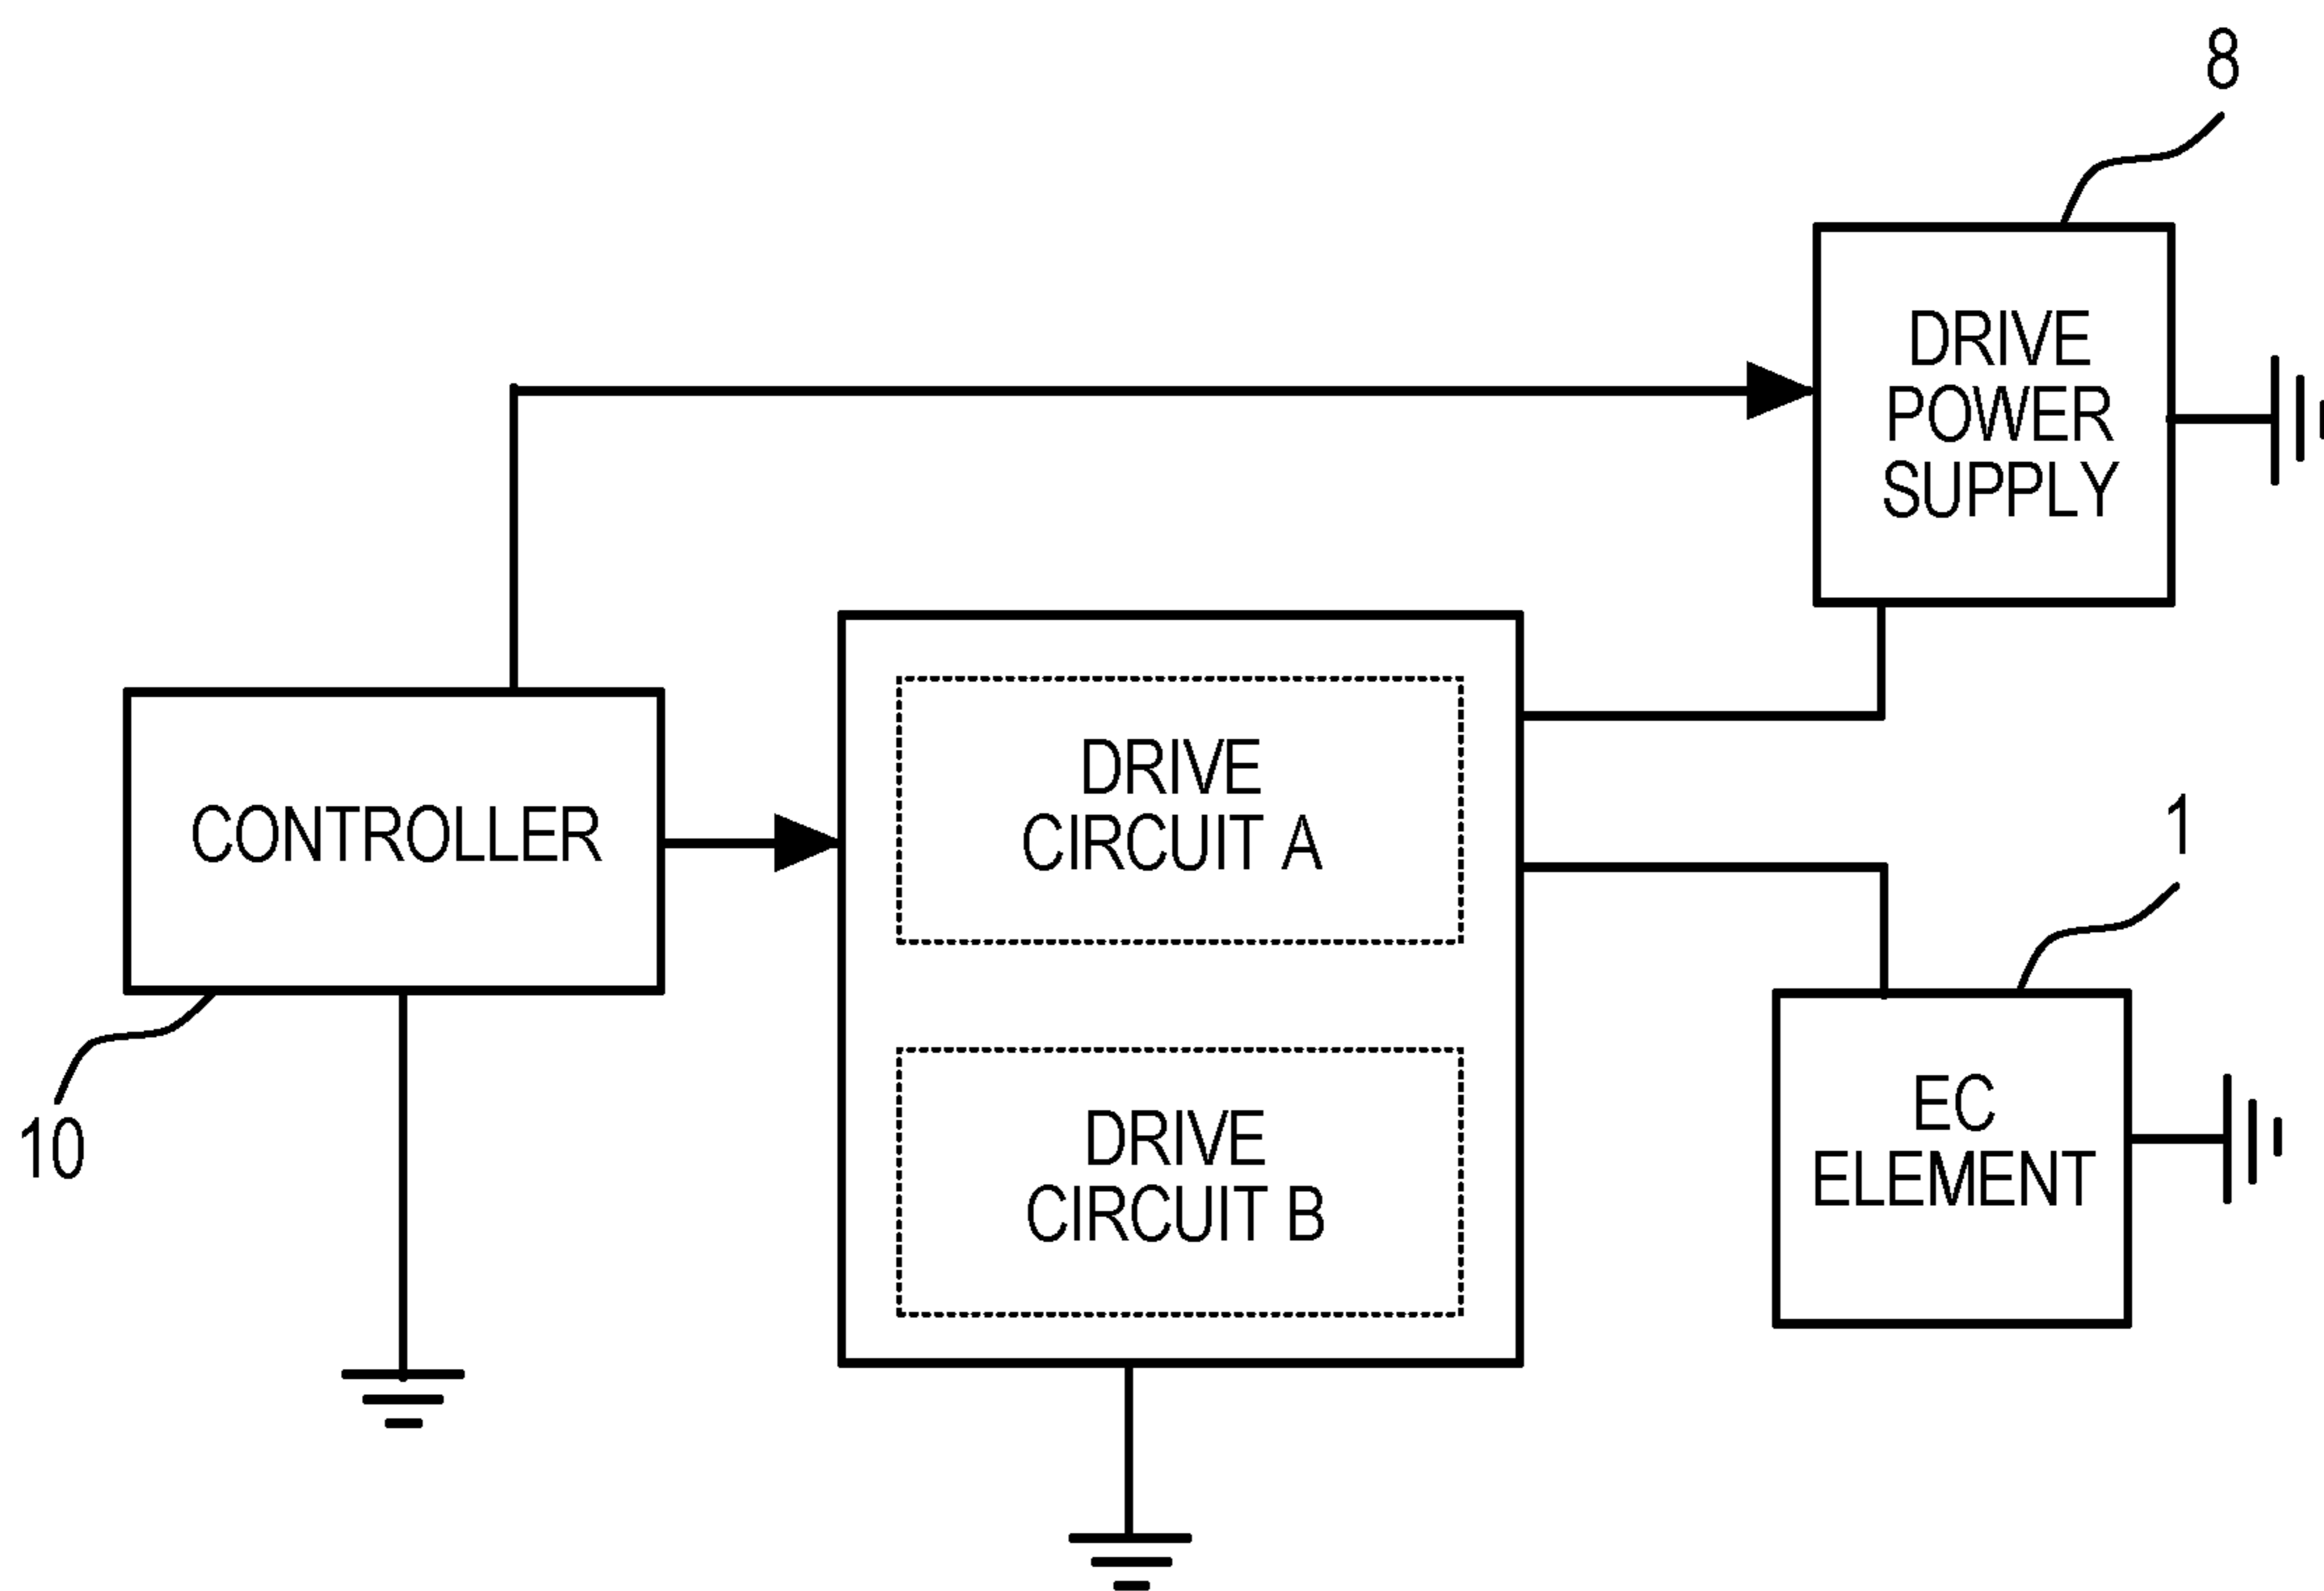 8
DRIVE
POWER
SUPPLY
CONTROLLER
10
DRIVE
CIRCUIT A
DRIVE
CIRCUIT B
1
EC
ELEMENT